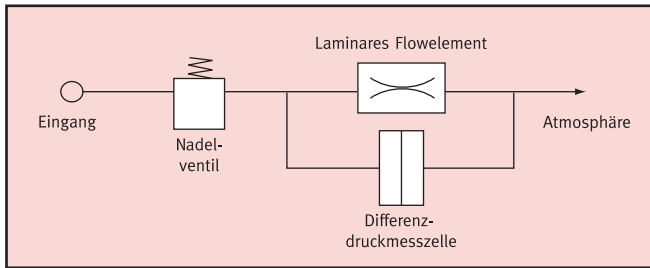 Laminares Flowelement
Eingang
Nadel-
ventil
Atmosphäre
Differenz-
druckmesszelle